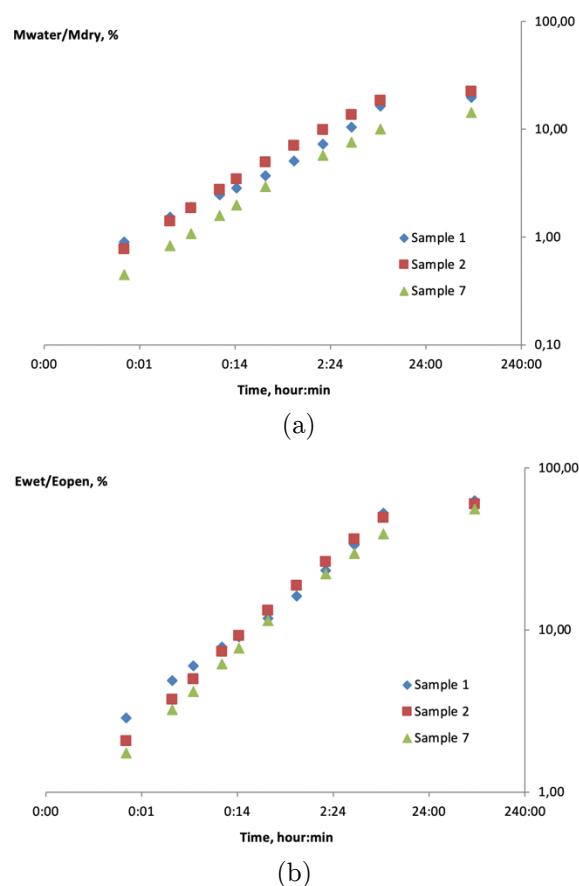 Mwater/Mdry, %
100,00
10,00
1,00
0,10
Sample 1
Sample 2
Sample 7
0:00 0:01 0:14 2:24 24:00 240:00
Time, hour:min
(a)
Ewet/Eopen, %
100,00
10,00
1,00
Sample 1
Sample 2
Sample 7
0:00 0:01 0:14 2:24 24:00 240:00
Time, hour:min
(b)